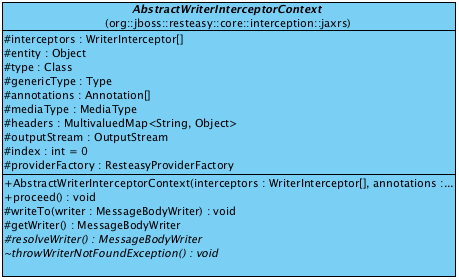 AbstractWriterInterceptorContext
(org::jboss::resteasy::core::interception::jaxrs)
#interceptors : WriterInterceptor[]
#entity : Object
#type : Class
#genericType : Type
#annotations : Annotation[]
#mediaType : MediaType
#headers : MultivaluedMap<String, Object>
#outputStream : OutputStream
#index : int = 0
#providerFactory : ResteasyProviderFactory
+AbstractWriterInterceptorContext(interceptors : WriterInterceptor[], annotations :...
+proceed() : void
#writeTo(writer : MessageBodyWriter) : void
#getWriter() : MessageBodyWriter
#resolveWriter() : MessageBodyWriter
~throwWriterNotFoundException() : void